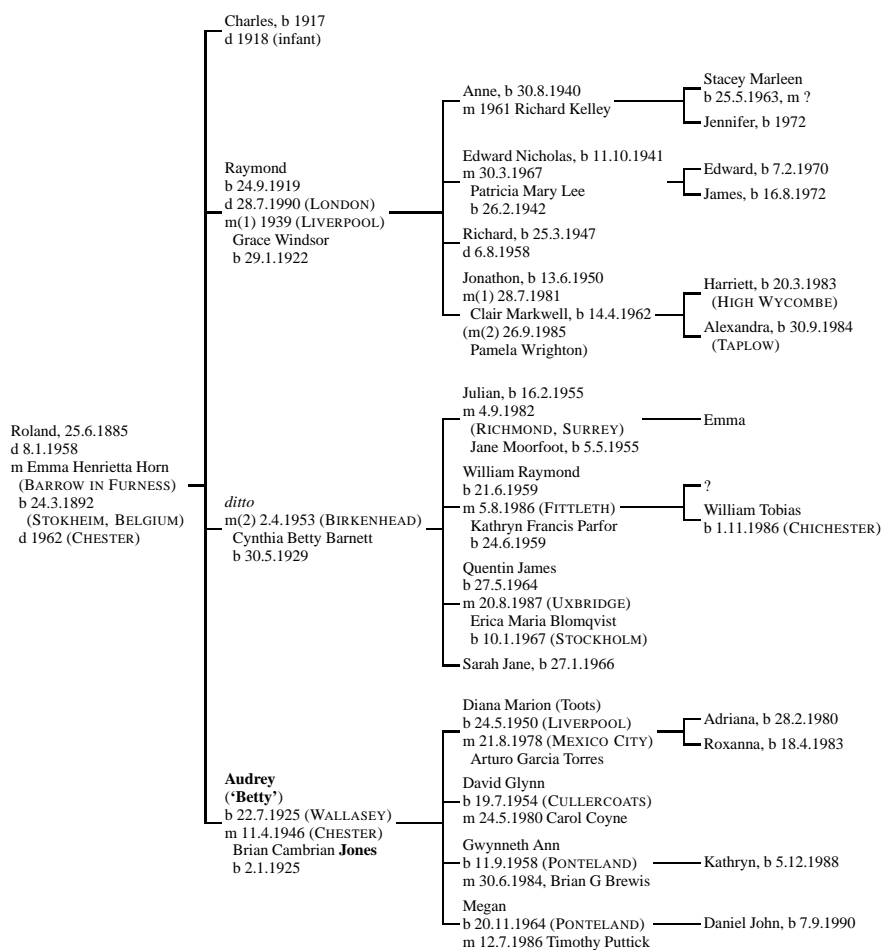 Charles, b 1917
d 1918 (infant)
Stacey Marleen
b 25.5.1963, m ?
Anne, b 30.8.1940
m 1961 Richard Kelley
Jennifer, b 1972
Raymond
b 24.9.1919
d 28.7.1990 (LONDON)
m(1) 1939 (LIVERPOOL)
Grace Windsor
b 29.1.1922
Edward Nicholas, b 11.10.1941
m 30.3.1967
Patricia Mary Lee
b 26.2.1942
Edward, b 7.2.1970
James, b 16.8.1972
Richard, b 25.3.1947
d 6.8.1958
Jonathon, b 13.6.1950
m(1) 28.7.1981
Clair Markwell, b 14.4.1962
(m(2) 26.9.1985
Pamela Wrighton)
Harriett, b 20.3.1983
(HIGH WYCOMBE)
Alexandra, b 30.9.1984
(TAPLOW)
Roland, 25.6.1885
d 8.1.1958
m Emma Henrietta Horn
(BARROW IN FURNESS)
b 24.3.1892
(STOKHEIM, BELGIUM)
d 1962 (CHESTER)
ditto
m(2) 2.4.1953 (BIRKENHEAD)
Cynthia Betty Barnett
b 30.5.1929
Julian, b 16.2.1955
m 4.9.1982
(RICHMOND, SURREY)
Jane Moorfoot, b 5.5.1955
Emma
William Raymond
b 21.6.1959
m 5.8.1986 (FITTLETH)
Kathryn Francis Parfor
b 24.6.1959
?
William Tobias
b 1.11.1986 (CHICHESTER)
Quentin James
b 27.5.1964
m 20.8.1987 (UXBRIDGE)
Erica Maria Blomqvist
b 10.1.1967 (STOCKHOLM)
Sarah Jane, b 27.1.1966
Audrey
(‘Betty’)
b 22.7.1925 (WALLASEY)
m 11.4.1946 (CHESTER)
Brian Cambrian Jones
b 2.1.1925
Diana Marion (Toots)
b 24.5.1950 (LIVERPOOL)
m 21.8.1978 (MEXICO CITY)
Arturo Garcia Torres
Adriana, b 28.2.1980
Roxanna, b 18.4.1983
David Glynn
b 19.7.1954 (CULLERCOATS)
m 24.5.1980 Carol Coyne
Gwynneth Ann
b 11.9.1958 (PONTELAND)
m 30.6.1984, Brian G Brewis
Kathryn, b 5.12.1988
Megan
b 20.11.1964 (PONTELAND)
m 12.7.1986 Timothy Puttick
Daniel John, b 7.9.1990